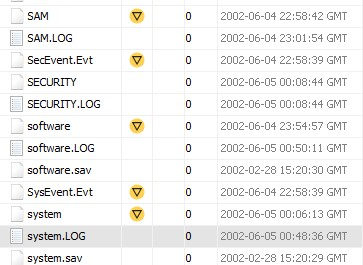 SAM 0 2002-06-04 22:58:42 GMT
SAM.LOG 0 2002-06-04 23:01:54 GMT
SecEvent.Evt 0 2002-06-04 22:58:39 GMT
SECURITY 0 2002-06-05 00:08:44 GMT
SECURITY.LOG 0 2002-06-05 00:08:44 GMT
software 0 2002-06-04 23:54:57 GMT
software.LOG 0 2002-06-05 00:50:11 GMT
software.sav 0 2002-02-28 15:20:30 GMT
SysEvent.Evt 0 2002-06-04 22:58:39 GMT
system 0 2002-06-05 00:06:13 GMT
system.LOG 0 2002-06-05 00:48:36 GMT
system.sav 0 2002-02-28 15:20:29 GMT